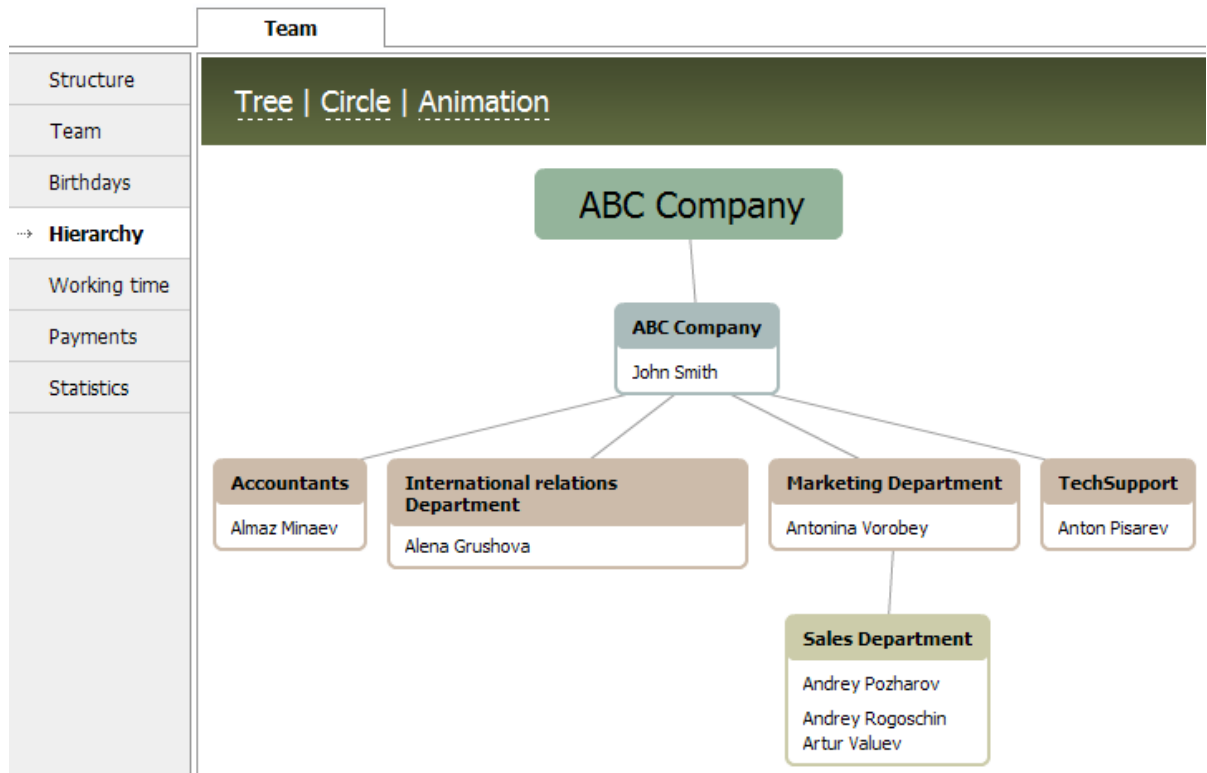 Team
Structure
Team
Birthdays
Hierarchy
Working time
Payments
Statistics
Tree | Circle | Animation
ABC Company
ABC Company
John Smith
Accountants
Almaz Minaev
International relations
Department
Alena Grushova
Marketing Department
Antonina Vorobey
TechSupport
Anton Pisarev
Sales Department
Andrey Pozharov
Andrey Rogoschin
Artur Valuev